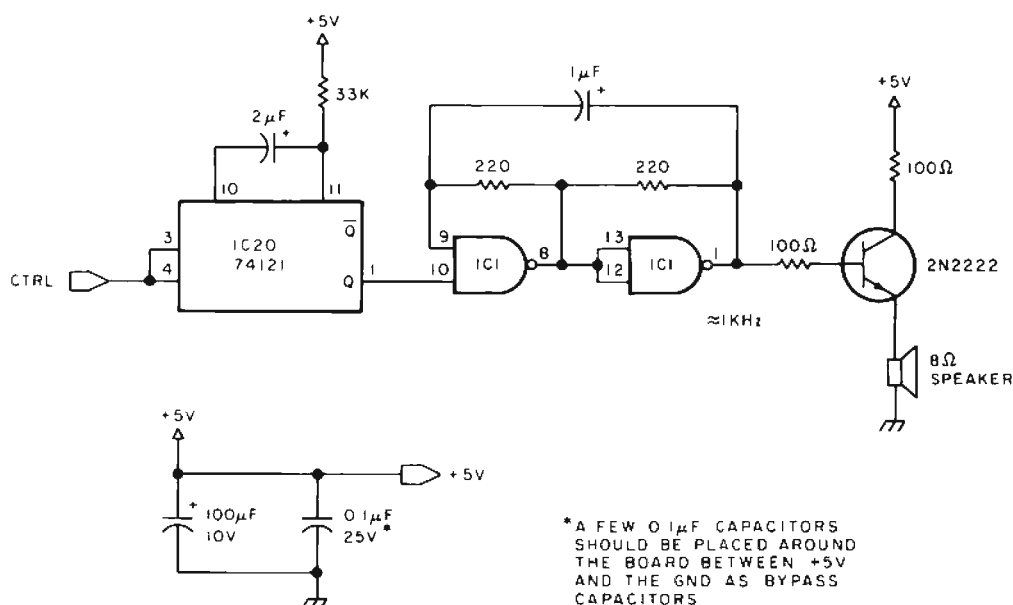 +5V
33K
2µF
+
10
11
3
4
CTRL
IC20
74121
Q̅
Q
1
1µF
+
220
220
9
10
IC1
8
13
12
IC1
1
≈1KHz
100Ω
+5V
100Ω
2N2222
8Ω
SPEAKER
+5V
+5V
+
100µF
10V
0.1µF
25V*
*A FEW 0.1µF CAPACITORS
SHOULD BE PLACED AROUND
THE BOARD BETWEEN +5V
AND THE GND AS BYPASS
CAPACITORS